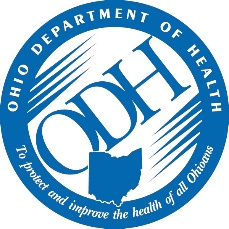 OHIO DEPARTMENT OF HEALTH
ODH
To protect and improve the health of all Ohioans